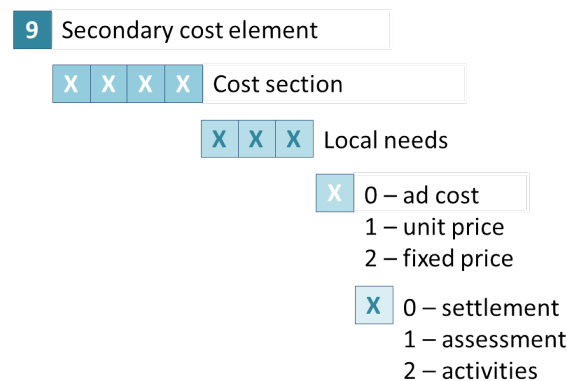 9 Secondary cost element
X X X X Cost section
X X X Local needs
X 0 – ad cost
1 – unit price
2 – fixed price
X 0 – settlement
1 – assessment
2 – activities